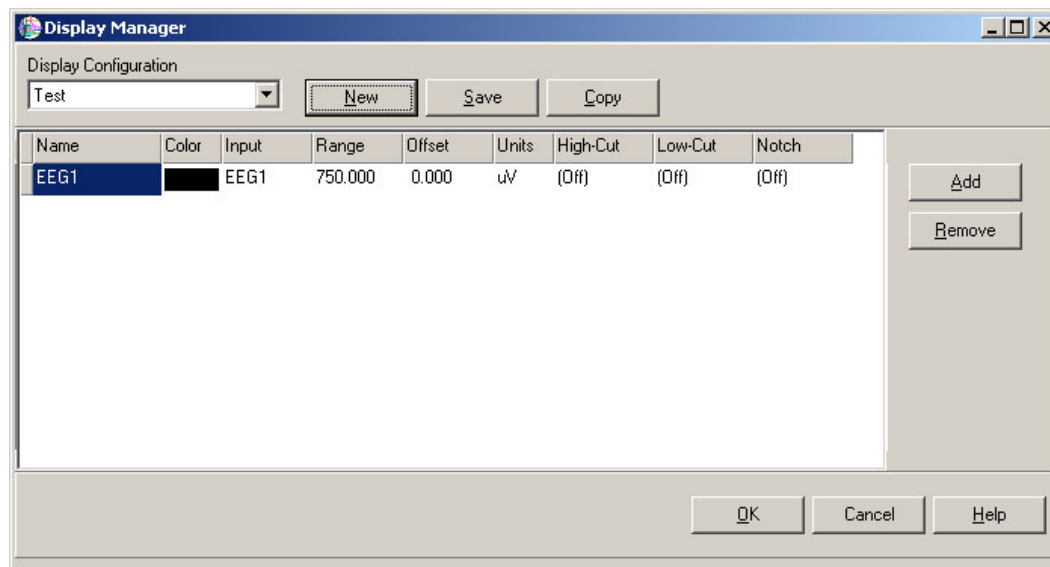 Display Manager
Display Configuration
Test New Save Copy
Name Color Input Range Offset Units High-Cut Low-Cut Notch
EEG1 EEG1 750.000 0.000 uV (Off) (Off) (Off)
Add
Remove
OK Cancel Help